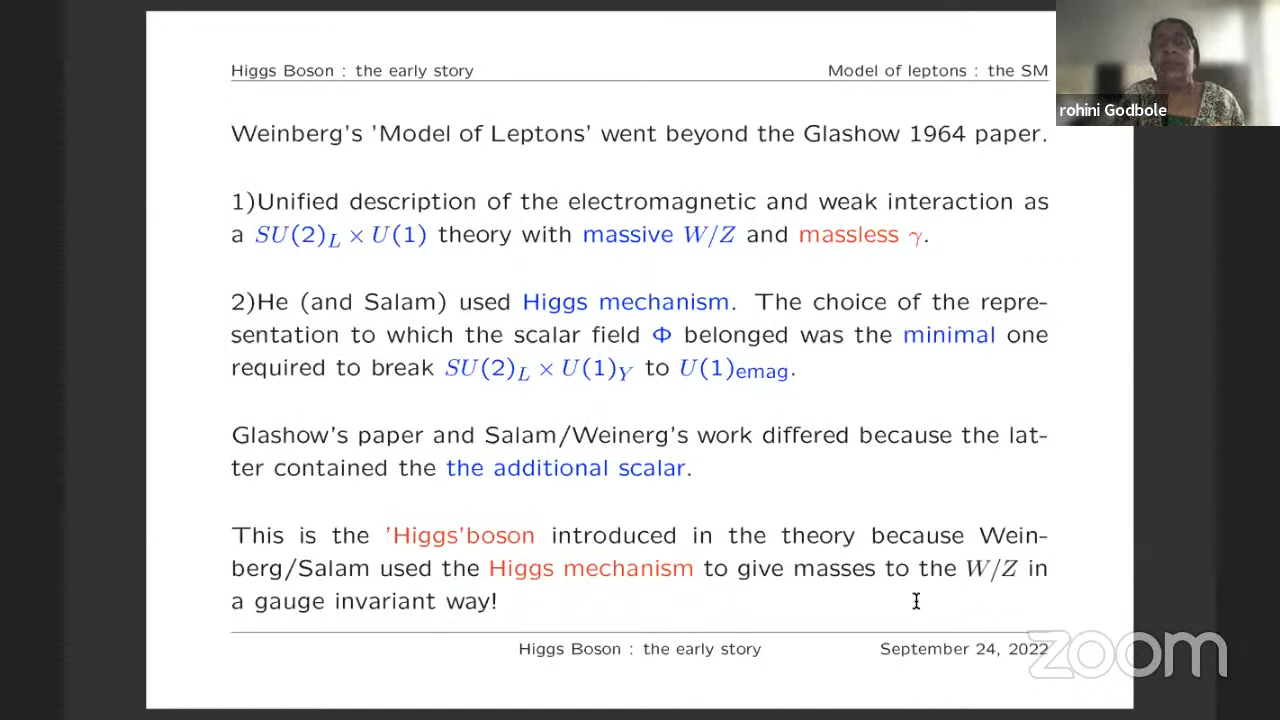 Higgs Boson : the early story
Model of leptons : the SM
rohini Godbole
Weinberg's 'Model of Leptons' went beyond the Glashow 1964 paper.
1)Unified description of the electromagnetic and weak interaction as
a SU(2)_L × U(1) theory with massive W/Z and massless γ.
2)He (and Salam) used Higgs mechanism. The choice of the repre-
sentation to which the scalar field Φ belonged was the minimal one
required to break SU(2)_L × U(1)_Y to U(1)_emag.
Glashow's paper and Salam/Weinerg's work differed because the lat-
ter contained the the additional scalar.
This is the 'Higgs'boson introduced in the theory because Wein-
berg/Salam used the Higgs mechanism to give masses to the W/Z in
a gauge invariant way!
Higgs Boson : the early story
September 24, 2022
zoom